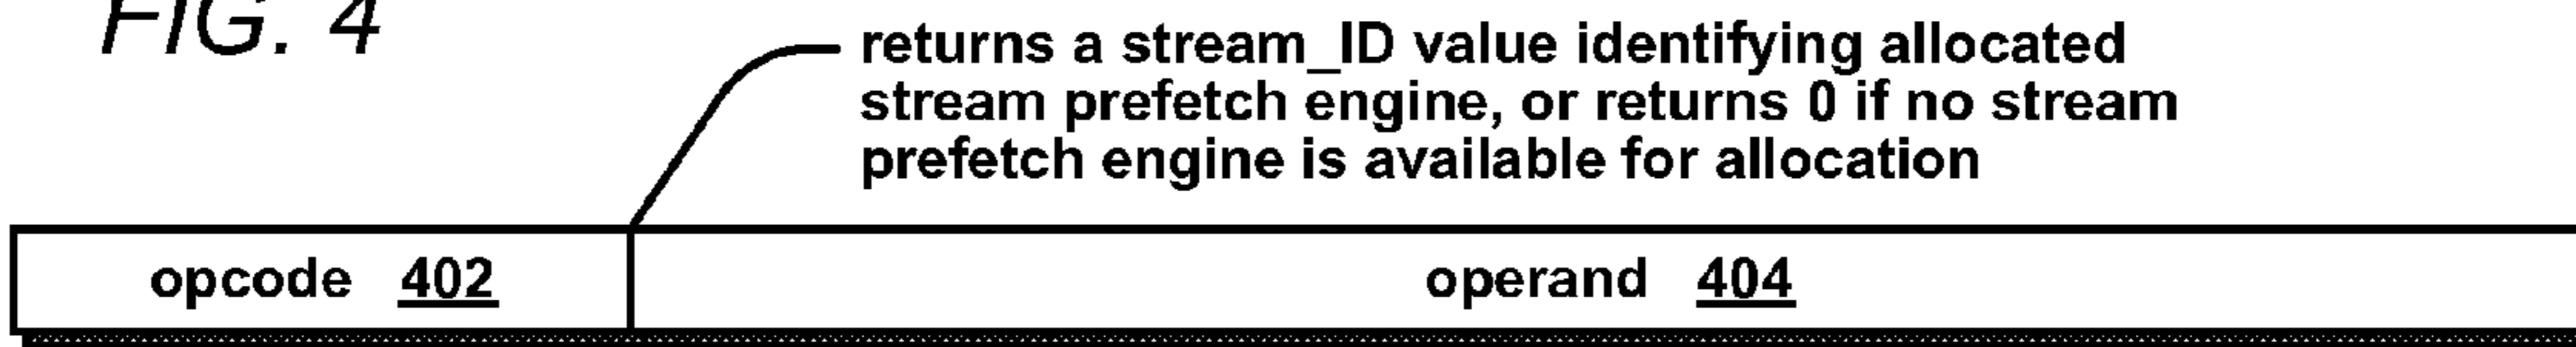 FIG. 4
returns a stream_ID value identifying allocated
stream prefetch engine, or returns 0 if no stream
prefetch engine is available for allocation
opcode 402 operand 404